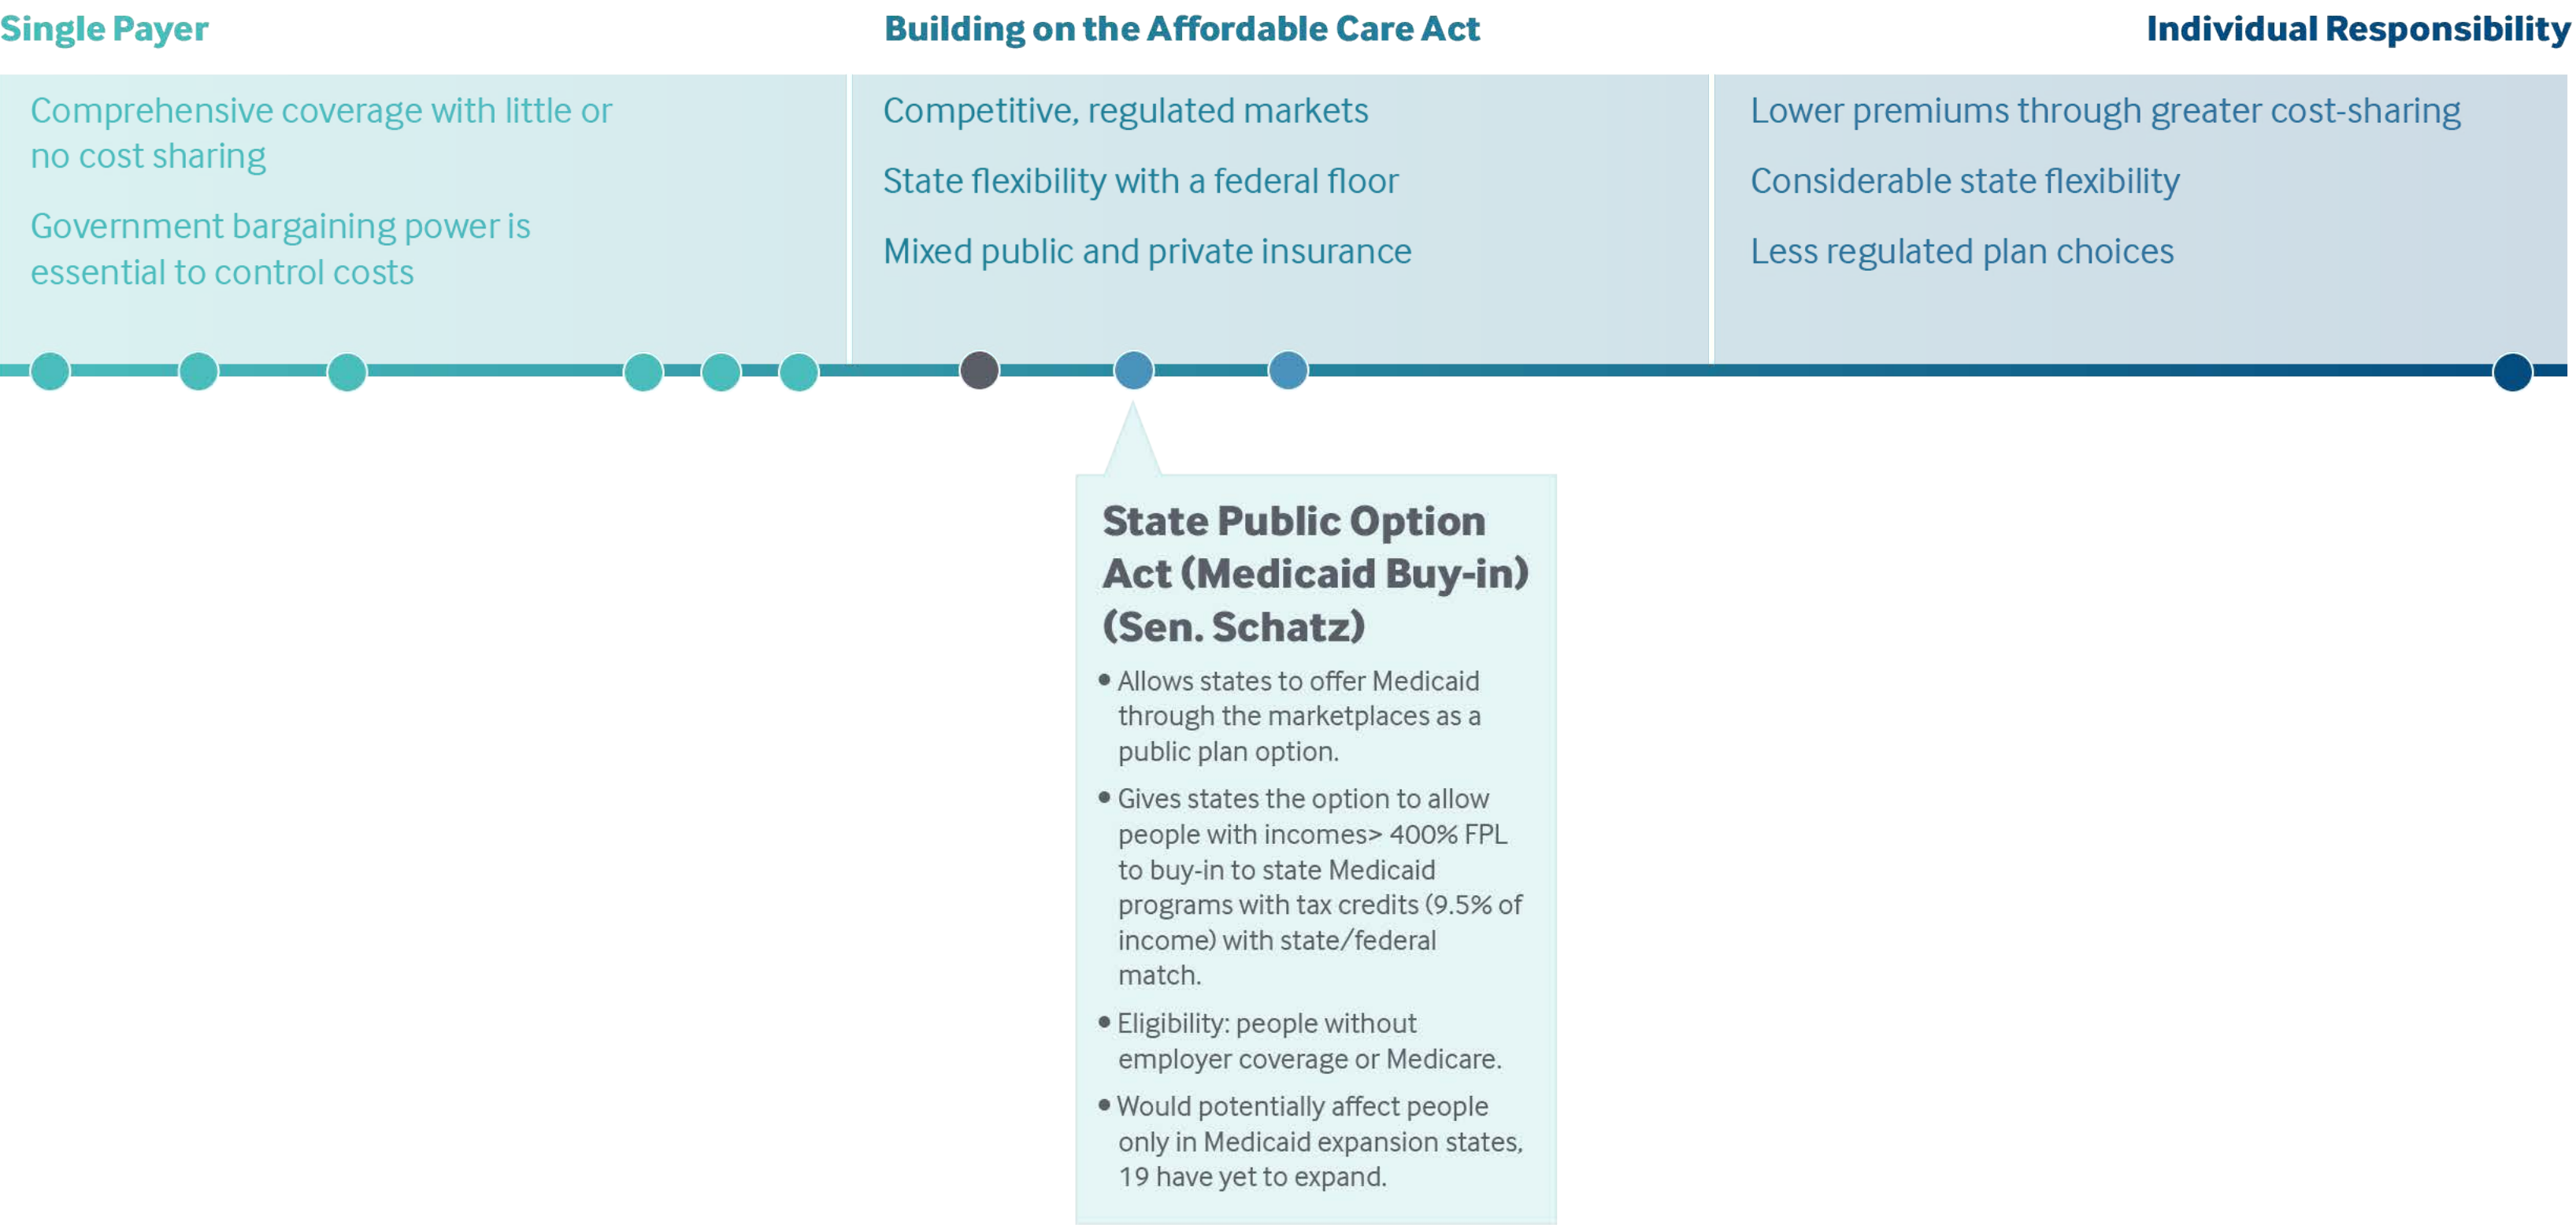 Single Payer
Building on the Affordable Care Act
Individual Responsibility
Comprehensive coverage with little or
no cost sharing
Government bargaining power is
essential to control costs
Competitive, regulated markets
State flexibility with a federal floor
Mixed public and private insurance
Lower premiums through greater cost-sharing
Considerable state flexibility
Less regulated plan choices
State Public Option
Act (Medicaid Buy-in)
(Sen. Schatz)
• Allows states to offer Medicaid
through the marketplaces as a
public plan option.
• Gives states the option to allow
people with incomes> 400% FPL
to buy-in to state Medicaid
programs with tax credits (9.5% of
income) with state/federal
match.
• Eligibility: people without
employer coverage or Medicare.
• Would potentially affect people
only in Medicaid expansion states,
19 have yet to expand.